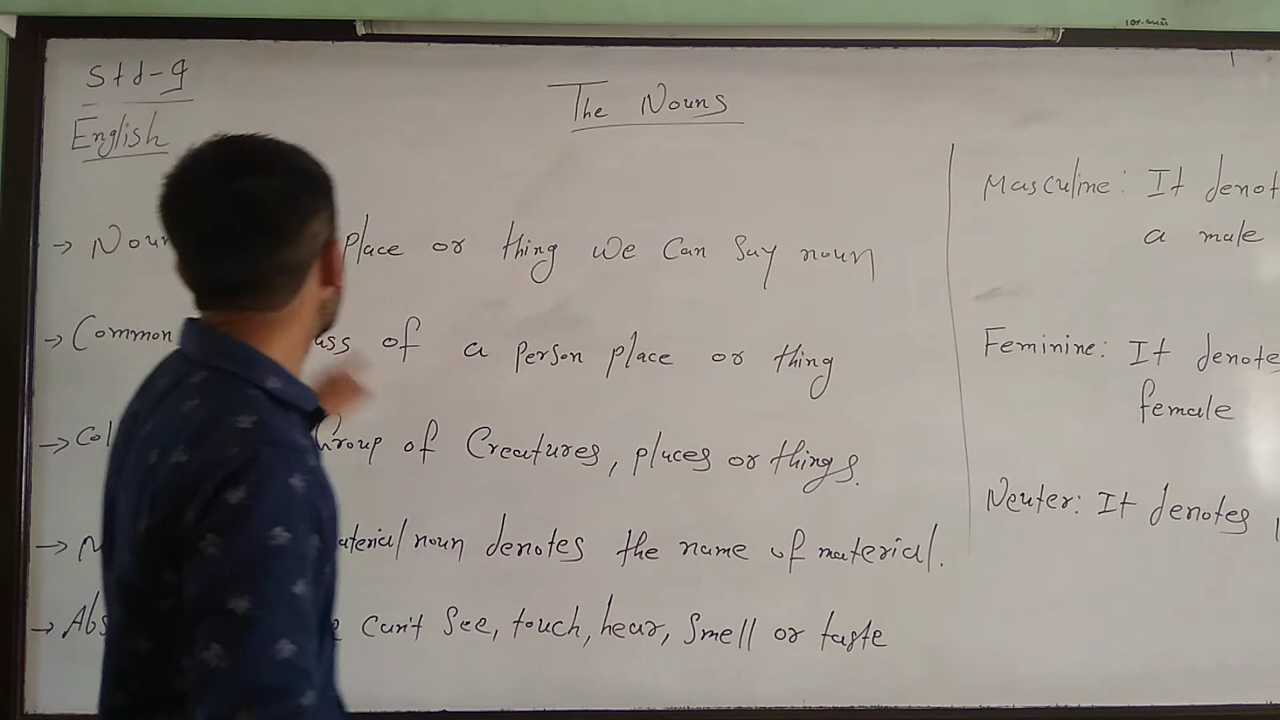 Std-9
English
The Nouns
→ Noun place or thing we Can Say noun
→ Common ass of a person place or thing
→ Col Group of Creatures, places or things.
→ aterial noun denotes the name of material.
→ Abs Can't See, touch, hear, Smell or taste
Masculine: It denot
a male
Feminine: It denotes
female
Neuter: It denotes